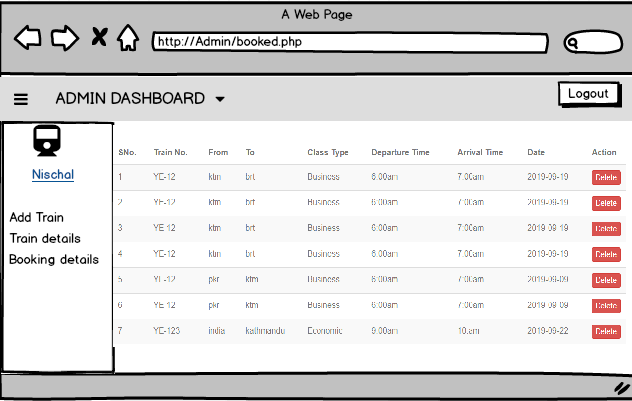 A Web Page
http://Admin/booked.php
ADMIN DASHBOARD
Logout
Nischal
Add Train
Train details
Booking details
SNo. Train No. From To Class Type Departure Time Arrival Time Date Action
1 YE-12 ktm brt Business 6:00am 7:00am 2019-09-19 Delete
2 YE-12 ktm brt Business 6:00am 7:00am 2019-09-19 Delete
3 YE-12 ktm brt Business 6:00am 7:00am 2019-09-19 Delete
4 YE-12 ktm brt Business 6:00am 7:00am 2019-09-19 Delete
5 YE-12 pkr ktm Business 6:00am 7:00am 2019-09-09 Delete
6 YE-12 pkr ktm Business 6:00am 7:00am 2019-09-09 Delete
7 YE-123 india kathmandu Economic 9:00am 10:am 2019-09-22 Delete